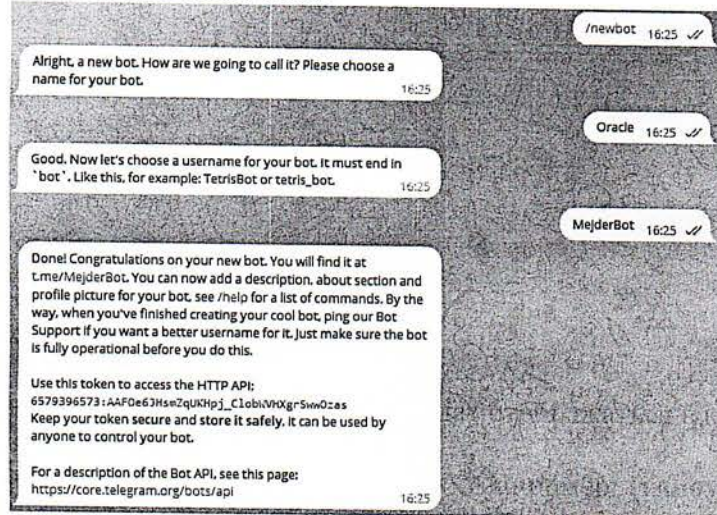 /newbot 16:25
Alright, a new bot. How are we going to call it? Please choose a
name for your bot.
16:25
Oracle 16:25
Good. Now let's choose a username for your bot. It must end in
`bot`. Like this, for example: TetrisBot or tetris_bot.
16:25
MejderBot 16:25
Done! Congratulations on your new bot. You will find it at
t.me/MejderBot. You can now add a description, about section and
profile picture for your bot, see /help for a list of commands. By the
way, when you've finished creating your cool bot, ping our Bot
Support if you want a better username for it. Just make sure the bot
is fully operational before you do this.
Use this token to access the HTTP API:
Keep your token secure and store it safely, it can be used by
anyone to control your bot.
For a description of the Bot API, see this page:
https://core.telegram.org/bots/api
16:25